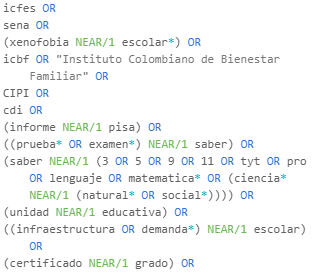 icfes OR
sena OR
(xenofobia NEAR/1 escolar*) OR
icbf OR "Instituto Colombiano de Bienestar
Familiar" OR
CIPI OR
cdi OR
(informe NEAR/1 pisa) OR
((prueba* OR examen*) NEAR/1 saber) OR
(saber NEAR/1 (3 OR 5 OR 9 OR 11 OR tyt OR pro
OR lenguaje OR matematica* OR (ciencia*
NEAR/1 (natural* OR social*)))) OR
(unidad NEAR/1 educativa) OR
((infraestructura OR demanda*) NEAR/1 escolar)
OR
(certificado NEAR/1 grado) OR